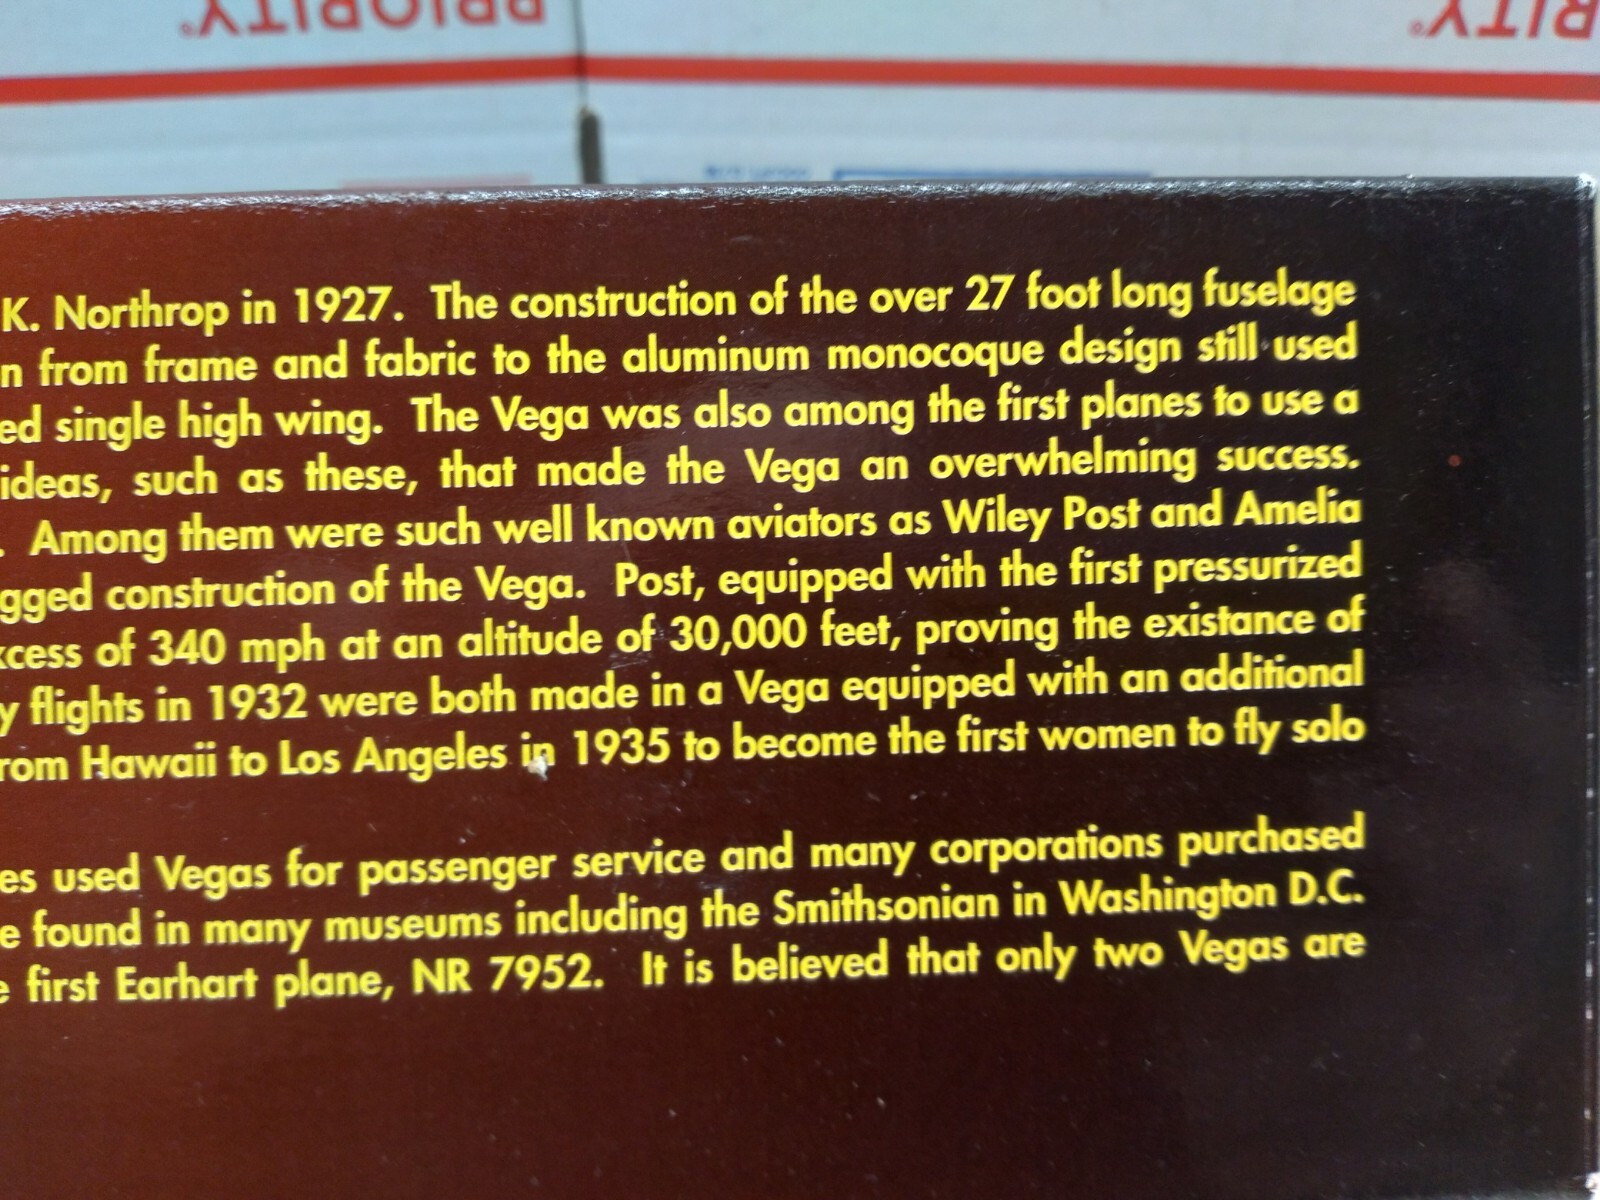 PRIORITY®
RITY®
K. Northrop in 1927. The construction of the over 27 foot long fuselage
n from frame and fabric to the aluminum monocoque design still used
ed single high wing. The Vega was also among the first planes to use a
ideas, such as these, that made the Vega an overwhelming success.
. Among them were such well known aviators as Wiley Post and Amelia
gged construction of the Vega. Post, equipped with the first pressurized
xcess of 340 mph at an altitude of 30,000 feet, proving the existance of
y flights in 1932 were both made in a Vega equipped with an additional
rom Hawaii to Los Angeles in 1935 to become the first women to fly solo
es used Vegas for passenger service and many corporations purchased
e found in many museums including the Smithsonian in Washington D.C.
e first Earhart plane, NR 7952. It is believed that only two Vegas are